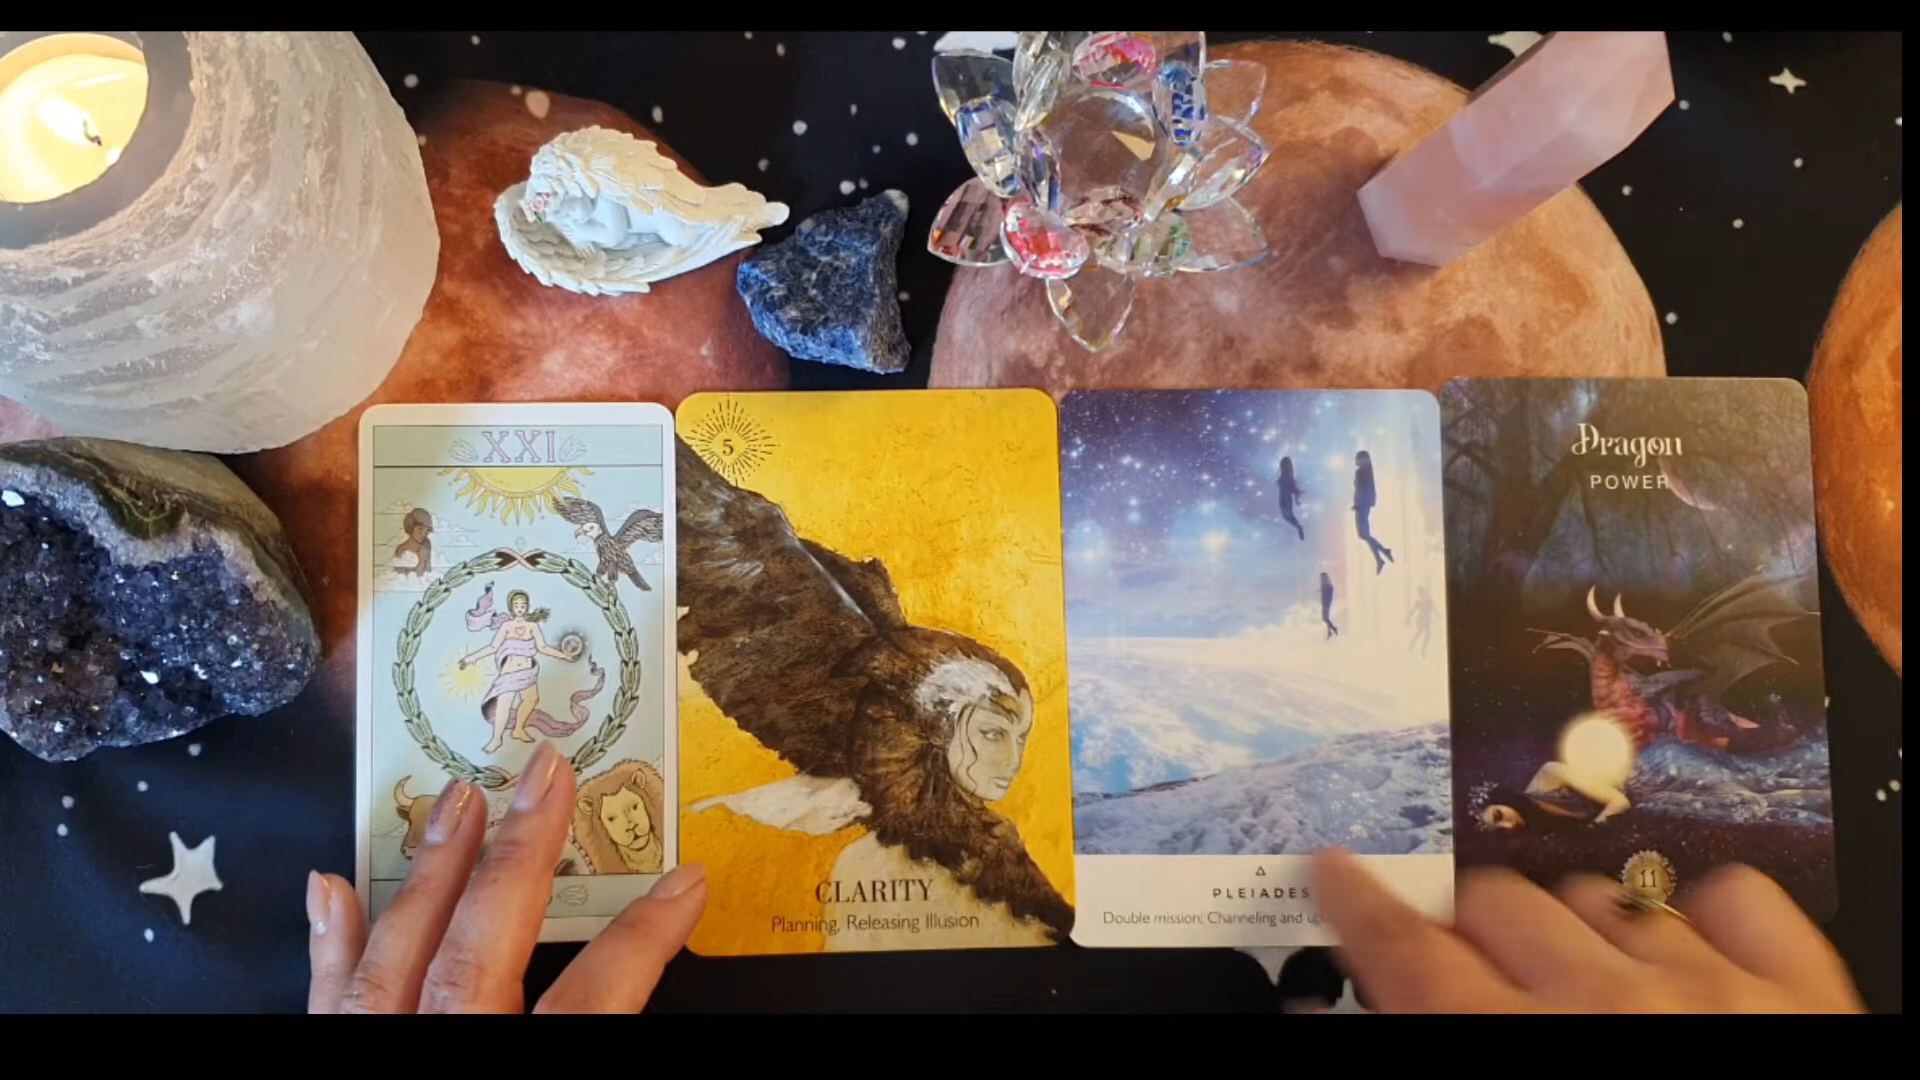 XXI
5
CLARITY
Planning, Releasing Illusion
PLEIADES
Double mission; Channeling and
Dragon
POWER
11